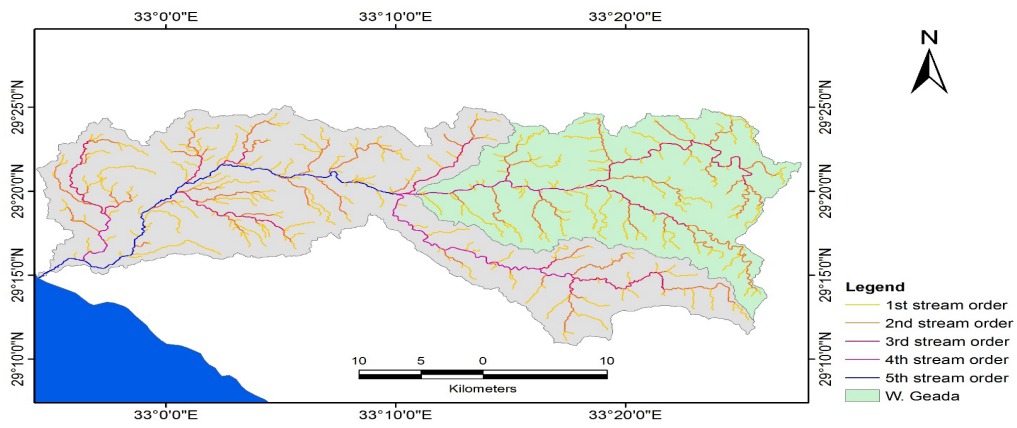 33°0'0"E 33°10'0"E 33°20'0"E
N
29°25'0"N 29°25'0"N
29°20'0"N 29°20'0"N
29°15'0"N 29°15'0"N
29°10'0"N 29°10'0"N
Legend
1st stream order
2nd stream order
3rd stream order
4th stream order
5th stream order
W. Geada
10 5 0 10
Kilometers
33°0'0"E 33°10'0"E 33°20'0"E